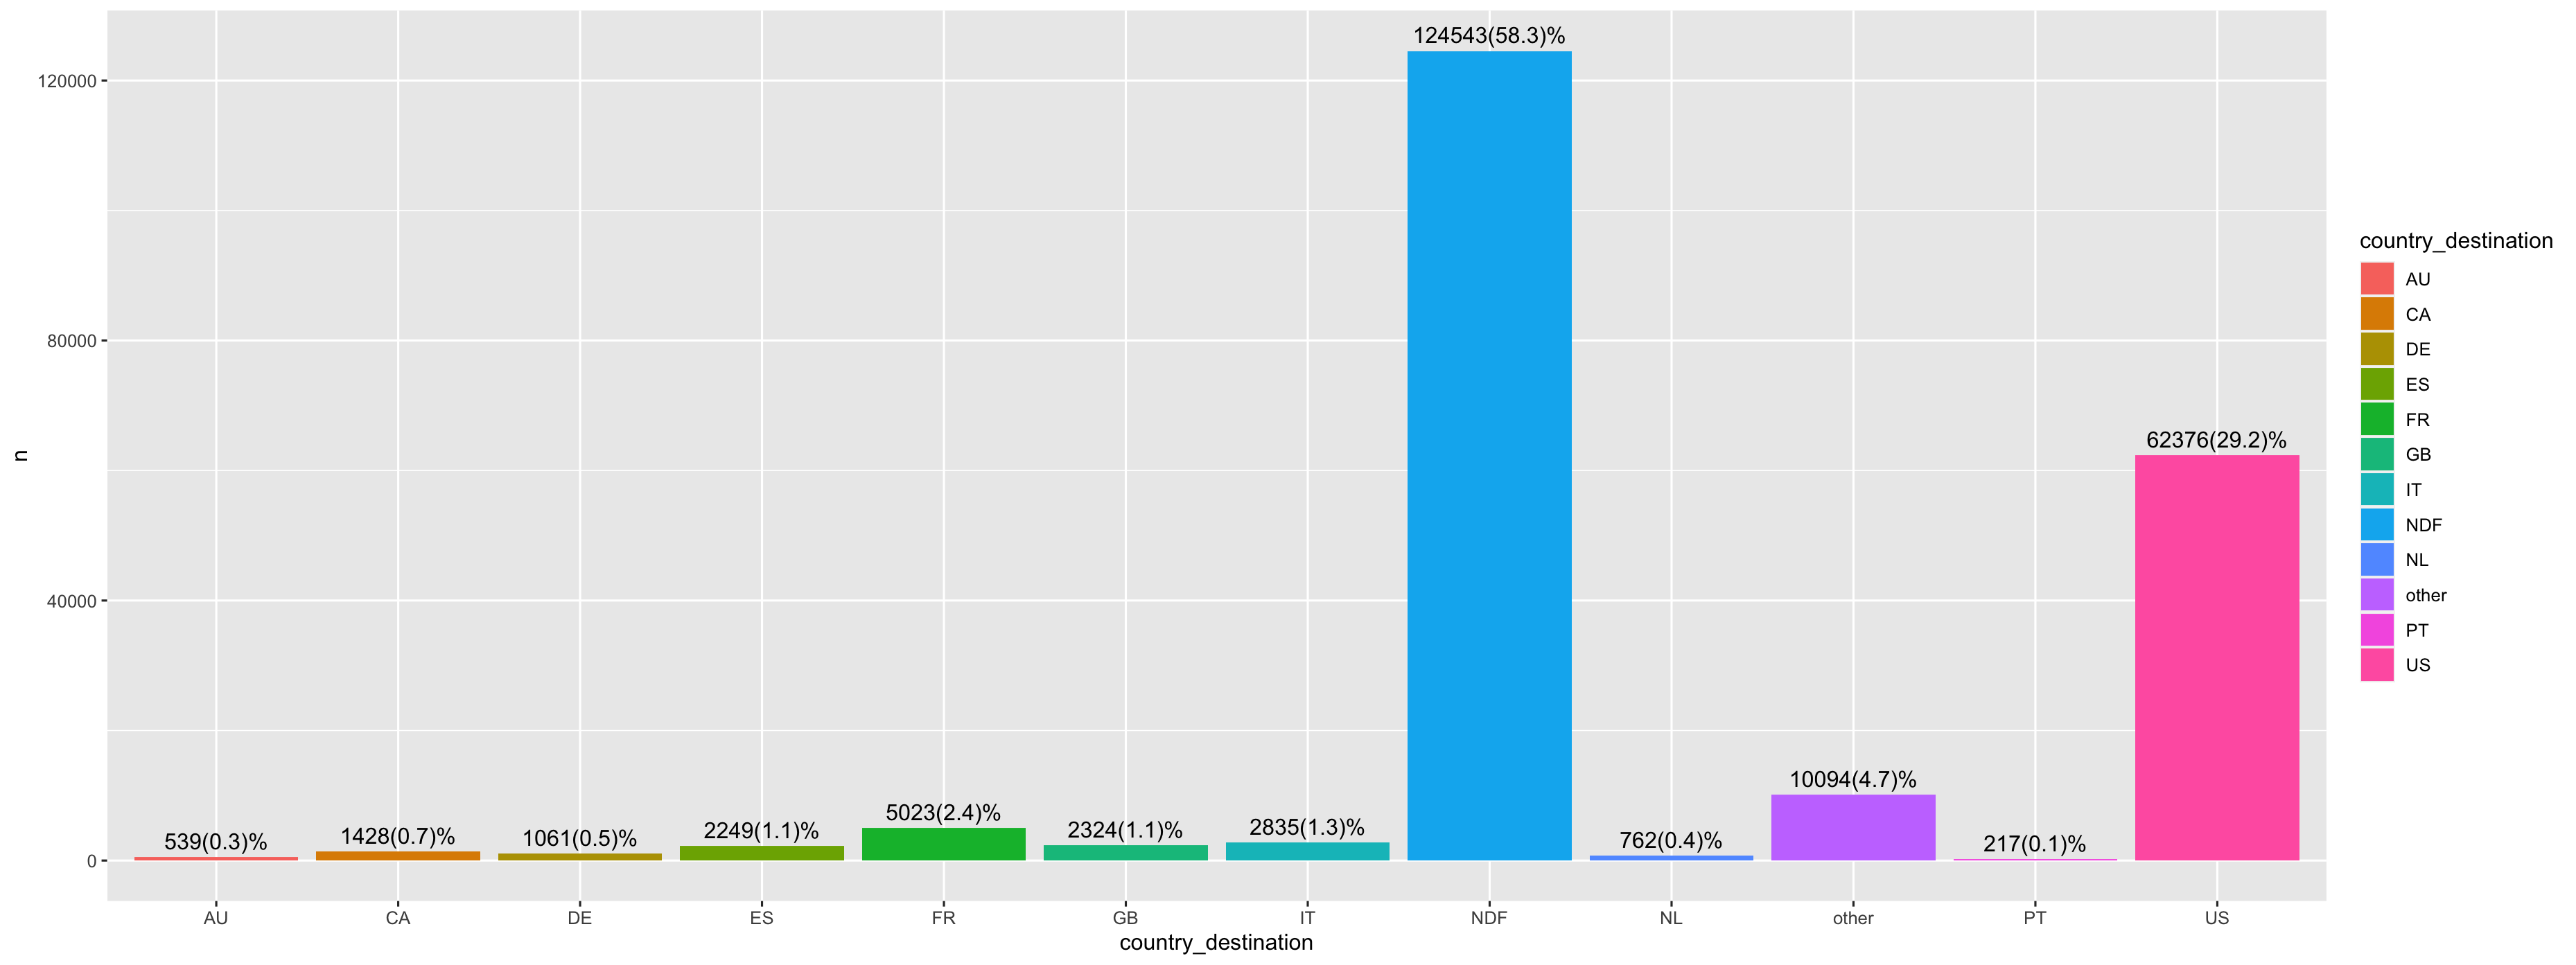 124543(58.3)%
120000
80000
62376(29.2)%
n
40000
10094(4.7)%
5023(2.4)%
539(0.3)%
1428(0.7)%
1061(0.5)%
2249(1.1)%
2324(1.1)%
2835(1.3)%
762(0.4)%
217(0.1)%
0
AU
CA
DE
ES
FR
GB
IT
NDF
NL
other
PT
US
country_destination
country_destination
AU
CA
DE
ES
FR
GB
IT
NDF
NL
other
PT
US